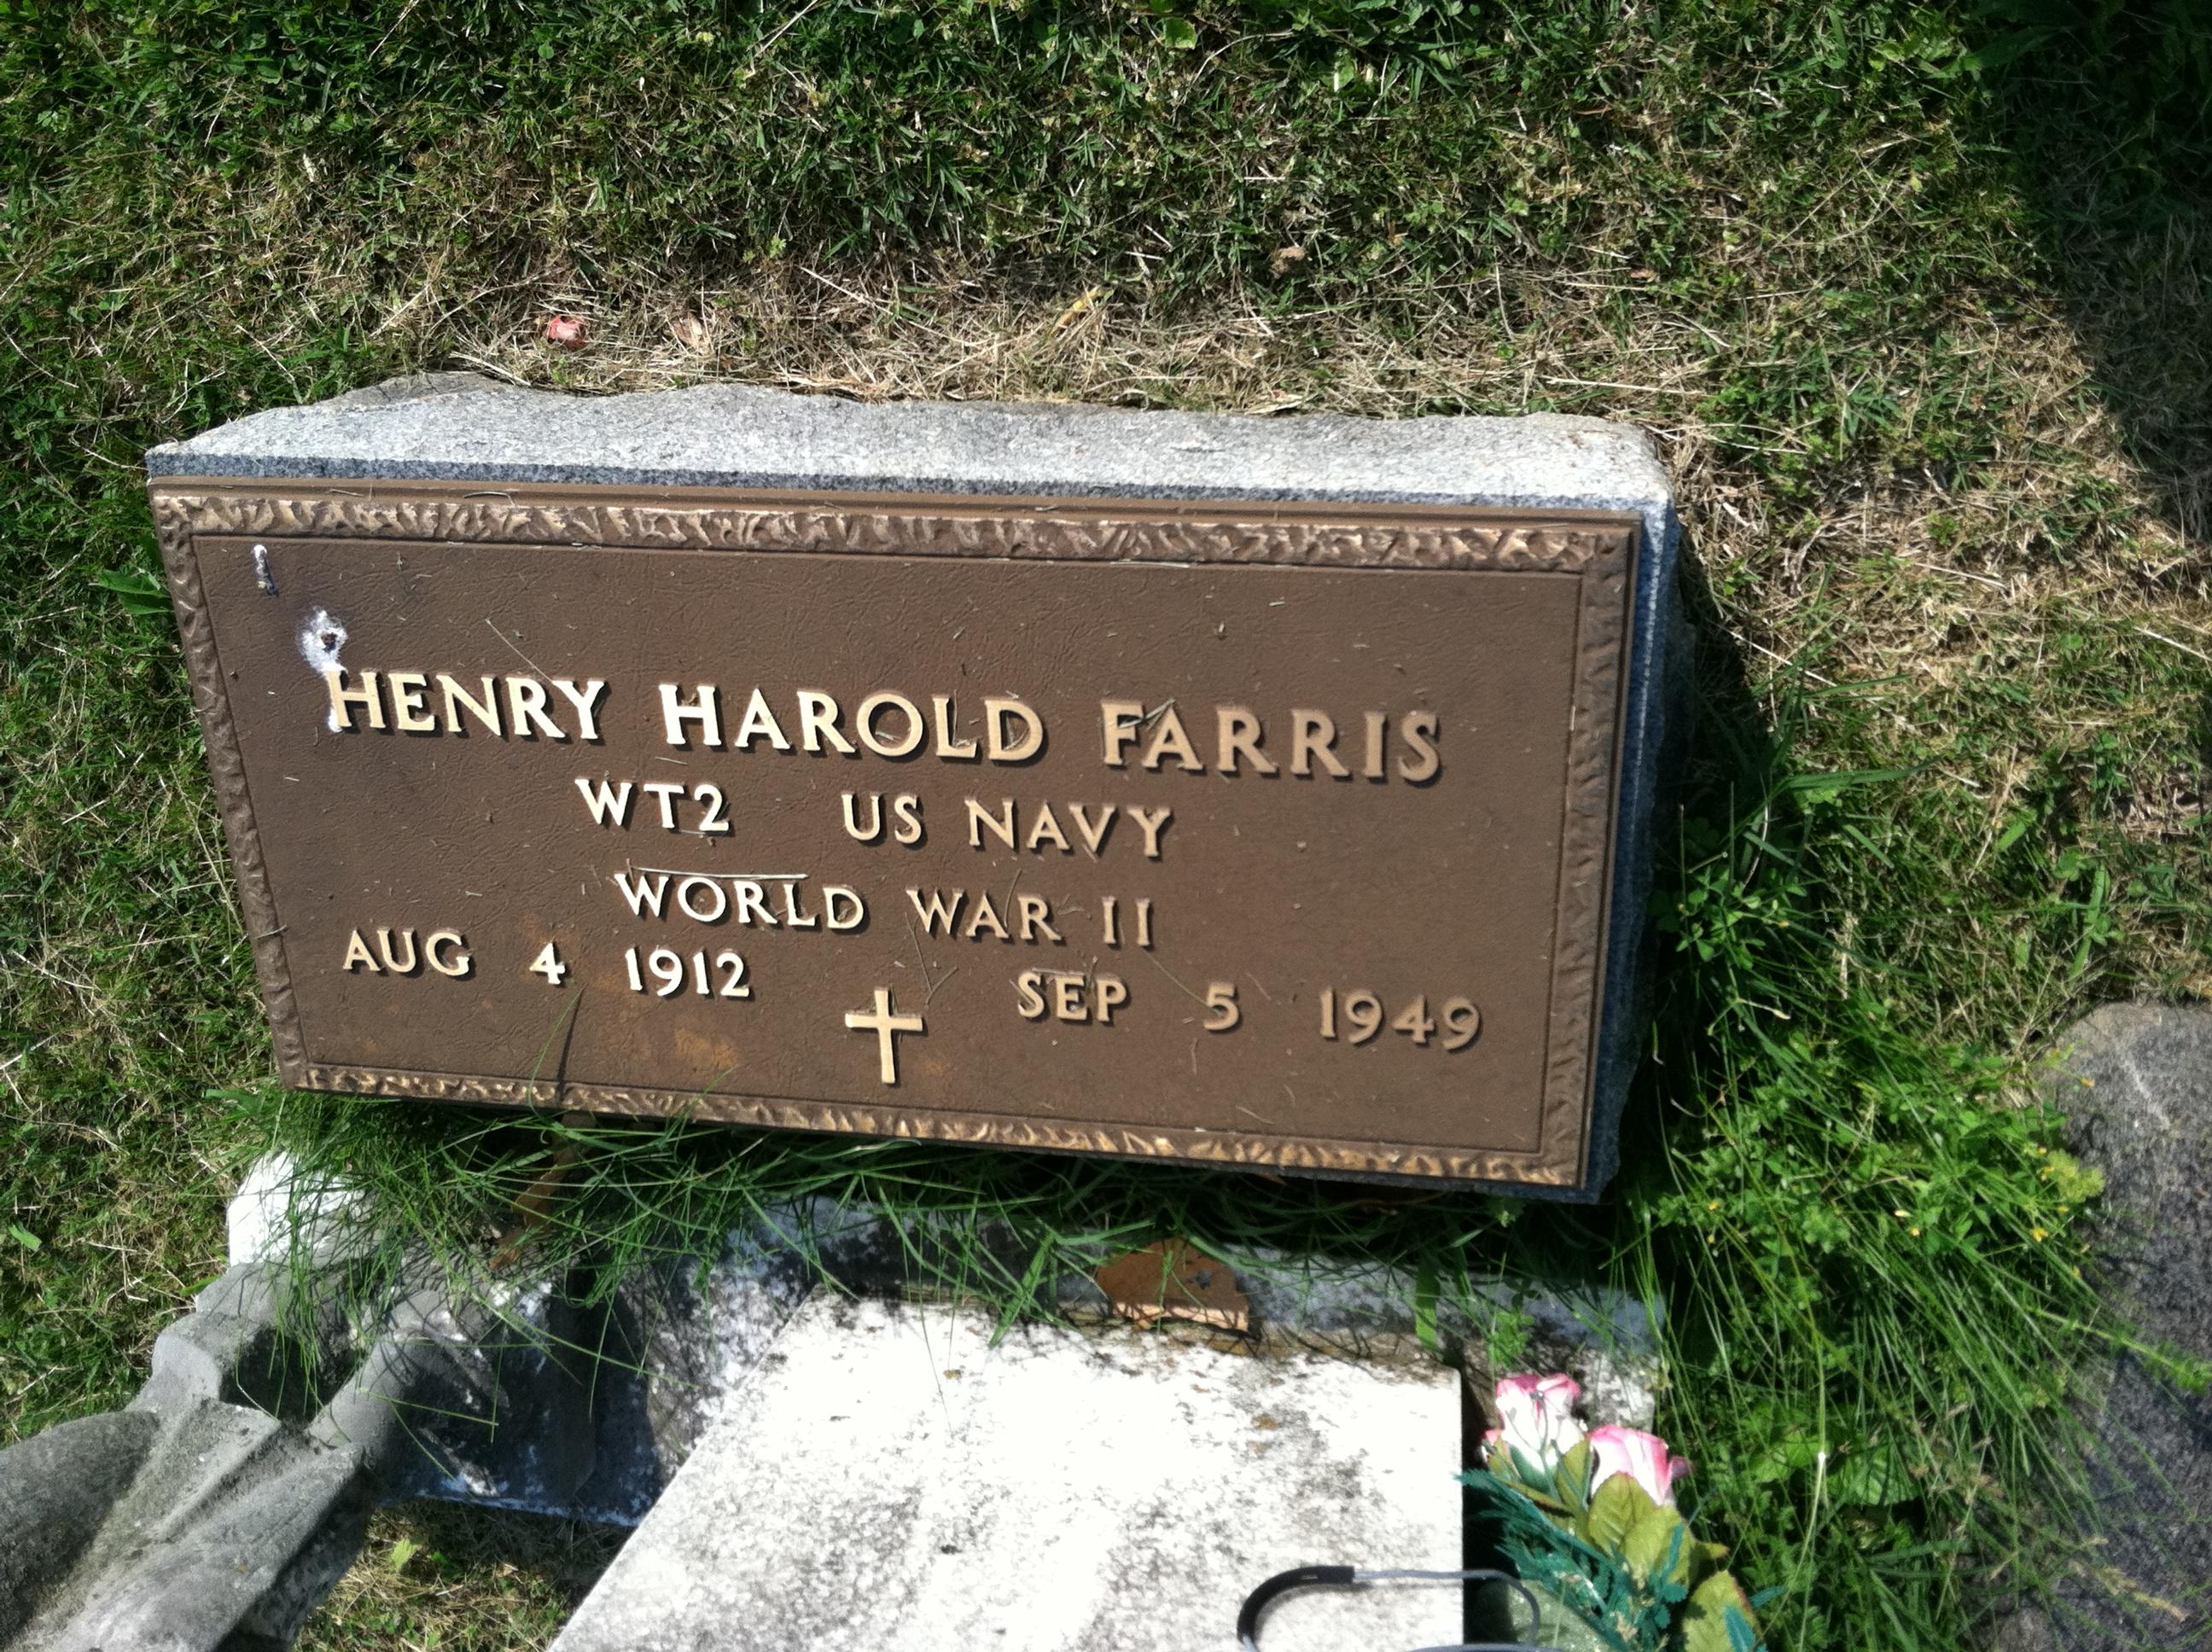 HENRY HAROLD FARRIS
WT2 US NAVY
WORLD WAR II
AUG 4 1912 SEP 5 1949